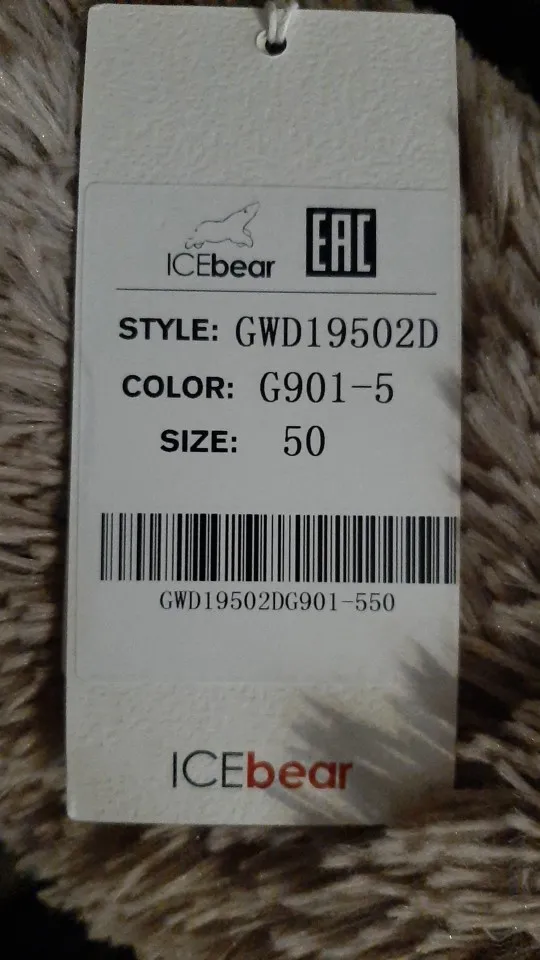 ICEbear EAC
STYLE: GWD19502D
COLOR: G901-5
SIZE: 50
GWD19502DG901-550
ICEbear